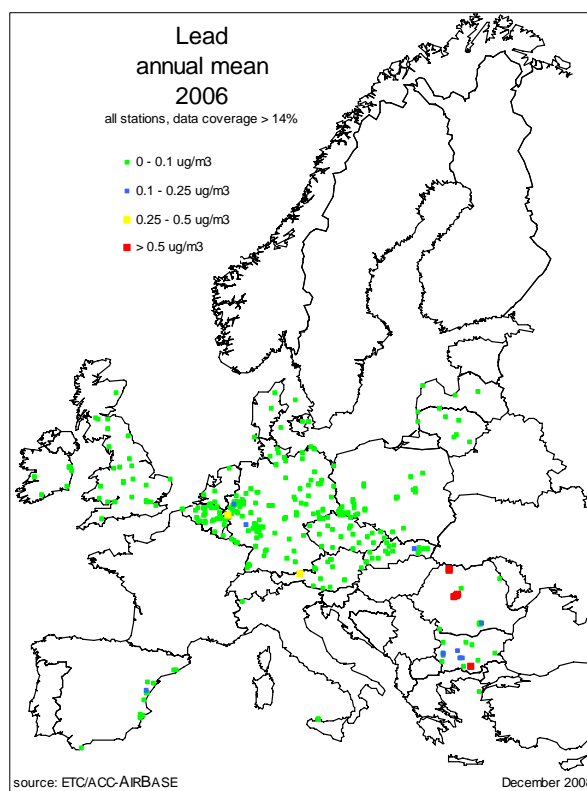 Lead
annual mean
2006
all stations, data coverage > 14%
0 - 0.1 ug/m3
0.1 - 0.25 ug/m3
0.25 - 0.5 ug/m3
> 0.5 ug/m3
source: ETC/ACC-AIRBASE
December 2008